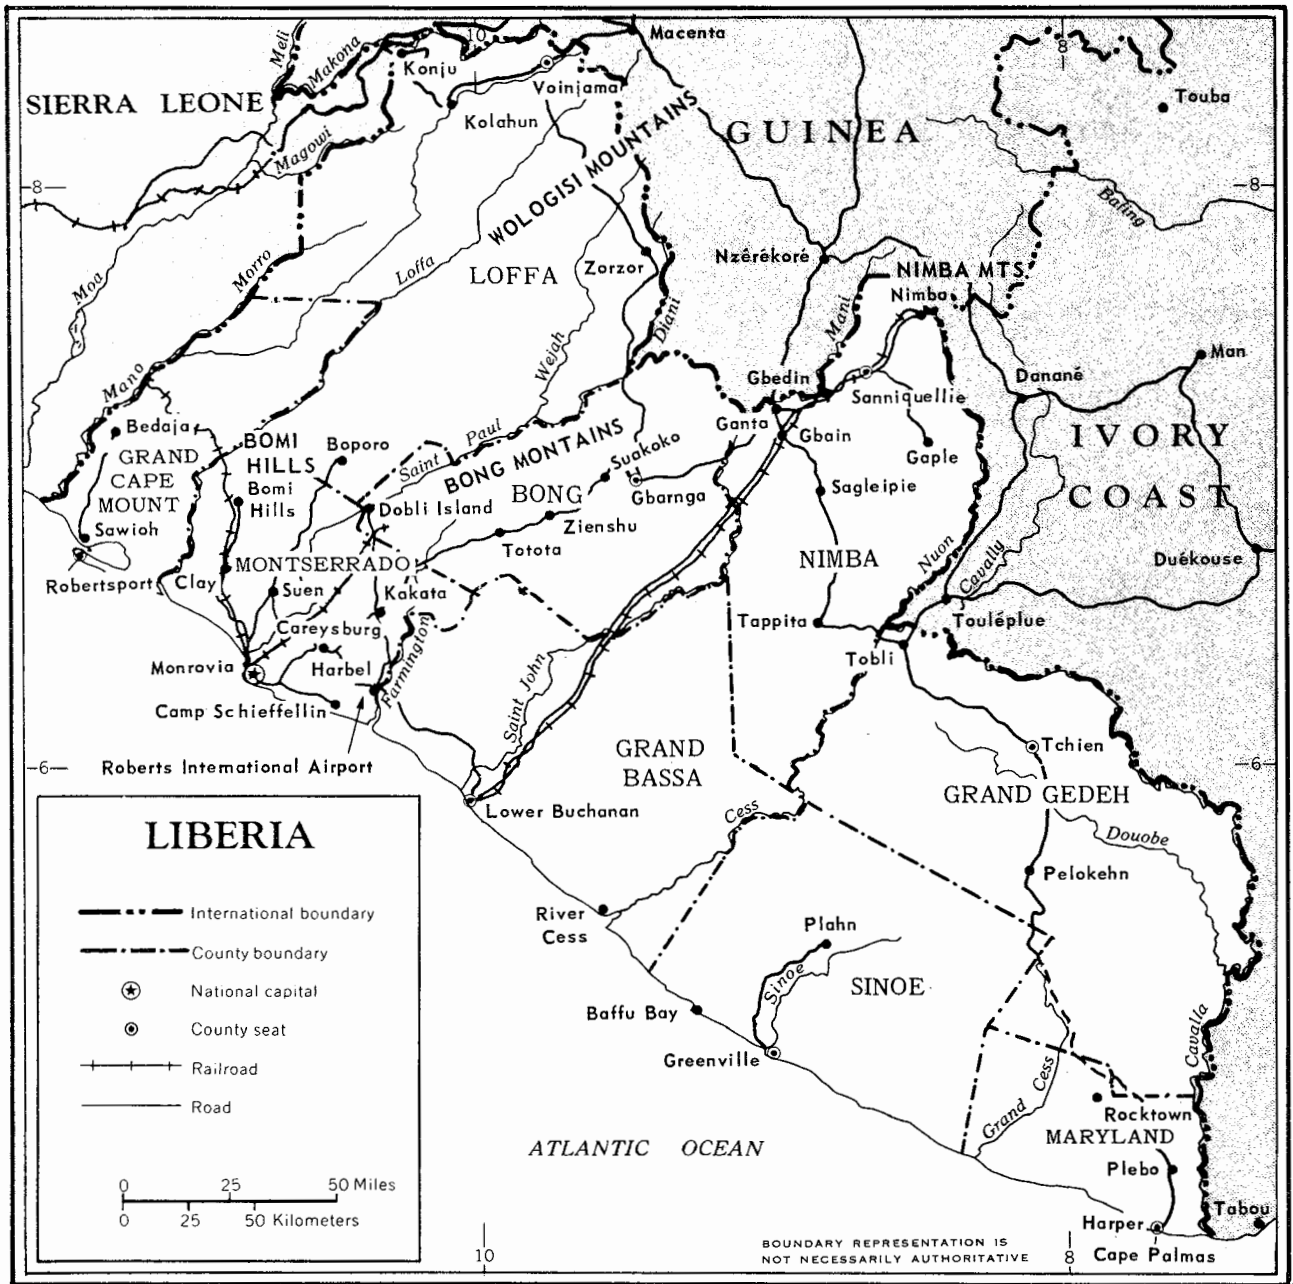 10
8
Meli
Makona
Macenta
Konju
Voinjama
Touba
SIERRA LEONE
Kolahun
GUINEA
Magowi
WOLOGISI MOUNTAINS
8
8
Bafing
Morro
Loffa
LOFFA
Zorzor
Nzérékoré
NIMBA MTS.
Moa
Mani
Nimba
Diani
Wejah
Man
Mano
Gbedin
Danané
Sanniquellie
Bedaja
BOMI
HILLS
Boporo
Saint
Paul
BONG MONTAINS
Ganta
Gbain
IVORY
COAST
GRAND
CAPE
MOUNT
Suakoko
Gaple
Bomi
Hills
BONG
Gbarnga
Sagleipie
Dobli Island
Zienshu
Sawioh
Totota
NIMBA
Nuon
Cavally
Duékouse
Robertsport
Clay
MONTSERRADO
Suen
Kakata
Tappita
Touléplue
Careysburg
Farmington
Tobli
Monrovia
Harbel
Saint John
Camp Schieffelin
GRAND
BASSA
Tchien
Roberts International Airport
6
6
GRAND GEDEH
Lower Buchanan
Cess
Douobe
LIBERIA
Pelokehn
International boundary
River
Cess
Plahn
County boundary
Sinoe
SINOE
National capital
Baffu Bay
County seat
Greenville
Cavalla
Railroad
Grand Cess
Road
Rocktown
ATLANTIC OCEAN
MARYLAND
Plebo
0 25 50 Miles
0 25 50 Kilometers
Harper
Tabou
Cape Palmas
10
8
BOUNDARY REPRESENTATION IS
NOT NECESSARILY AUTHORITATIVE